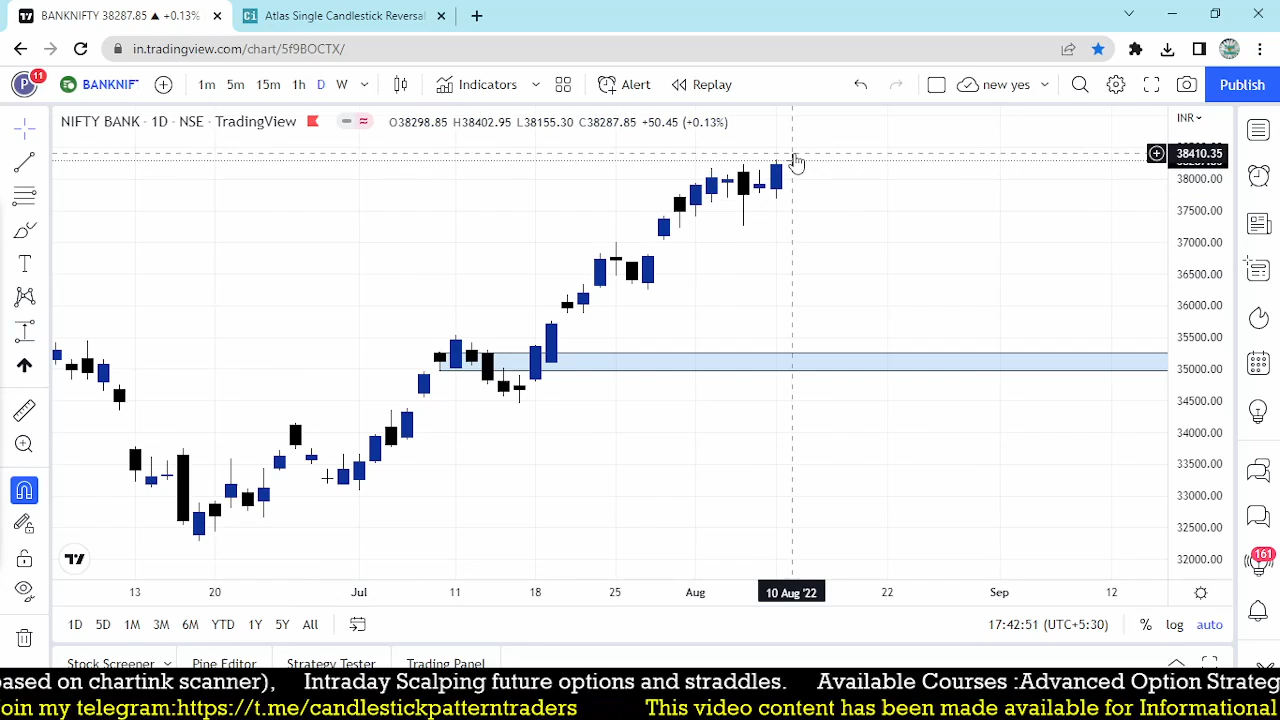 BANKNIFTY 38287.85 ▲ +0.13%
Atlas Single Candlestick Reversal
in.tradingview.com/chart/5f9BOCTX/
P 11
BANKNIF
1m 5m 15m 1h D W
Indicators
Alert
Replay
new yes
Publish
NIFTY BANK · 1D · NSE · TradingView
O38298.85 H38402.95 L38155.30 C38287.85 +50.45 (+0.13%)
INR
38410.35
38000.00
37500.00
37000.00
36500.00
36000.00
35500.00
35000.00
34500.00
34000.00
33500.00
33000.00
32500.00
32000.00
161
13 20 Jul 11 18 25 Aug 10 Aug '22 22 Sep 12
1D 5D 1M 3M 6M YTD 1Y 5Y All
17:42:51 (UTC+5:30) % log auto
Stock Screener Pine Editor Strategy Tester Trading Panel
based on chartink scanner), Intraday Scalping future options and straddles. Available Courses :Advanced Option Strateg
oin my telegram:https://t.me/candlestickpatterntraders This video content has been made available for Informational